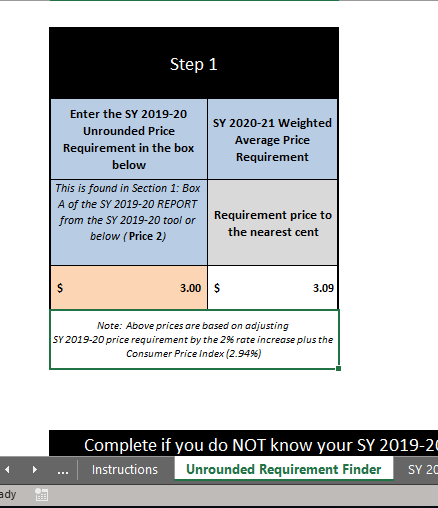 Step 1
Enter the SY 2019-20
Unrounded Price
Requirement in the box
below
SY 2020-21 Weighted
Average Price
Requirement
This is found in Section 1: Box
A of the SY 2019-20 REPORT
from the SY 2019-20 tool or
below (Price 2)
Requirement price to
the nearest cent
$ 3.00 $ 3.09
Note: Above prices are based on adjusting
SY 2019-20 price requirement by the 2% rate increase plus the
Consumer Price Index (2.94%)
Complete if you do NOT know your SY 2019-20
... Instructions Unrounded Requirement Finder SY 20
ady